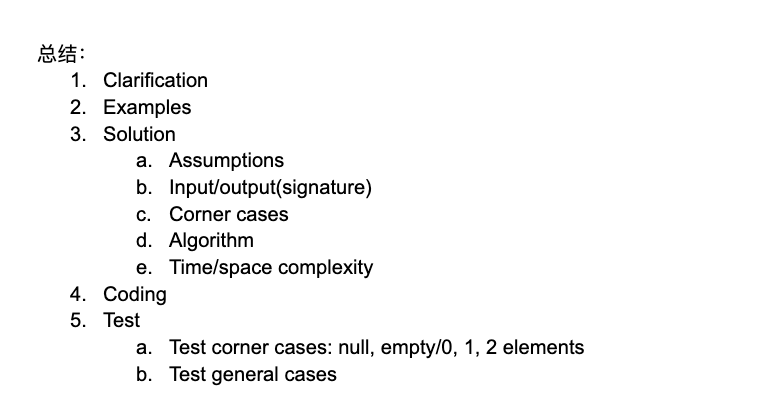 总结：
1. Clarification
2. Examples
3. Solution
a. Assumptions
b. Input/output(signature)
c. Corner cases
d. Algorithm
e. Time/space complexity
4. Coding
5. Test
a. Test corner cases: null, empty/0, 1, 2 elements
b. Test general cases